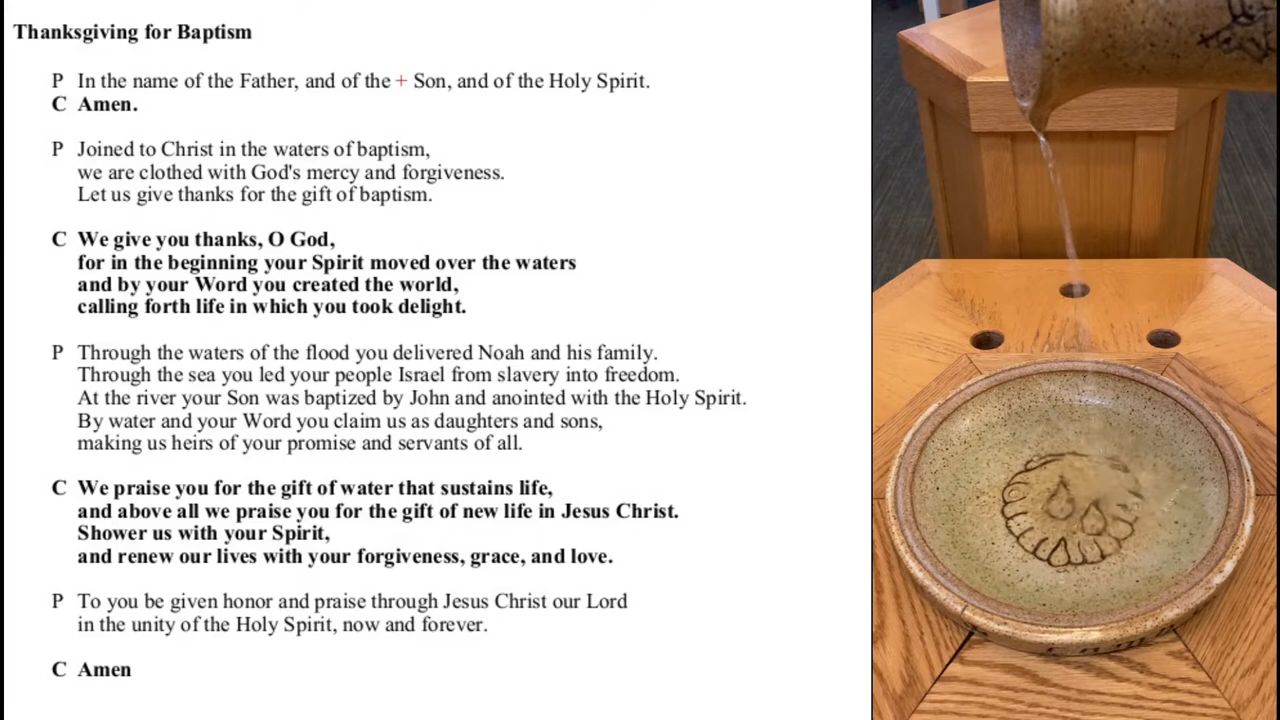 Thanksgiving for Baptism
P In the name of the Father, and of the + Son, and of the Holy Spirit.
C Amen.
P Joined to Christ in the waters of baptism,
we are clothed with God's mercy and forgiveness.
Let us give thanks for the gift of baptism.
C We give you thanks, O God,
for in the beginning your Spirit moved over the waters
and by your Word you created the world,
calling forth life in which you took delight.
P Through the waters of the flood you delivered Noah and his family.
Through the sea you led your people Israel from slavery into freedom.
At the river your Son was baptized by John and anointed with the Holy Spirit.
By water and your Word you claim us as daughters and sons,
making us heirs of your promise and servants of all.
C We praise you for the gift of water that sustains life,
and above all we praise you for the gift of new life in Jesus Christ.
Shower us with your Spirit,
and renew our lives with your forgiveness, grace, and love.
P To you be given honor and praise through Jesus Christ our Lord
in the unity of the Holy Spirit, now and forever.
C Amen